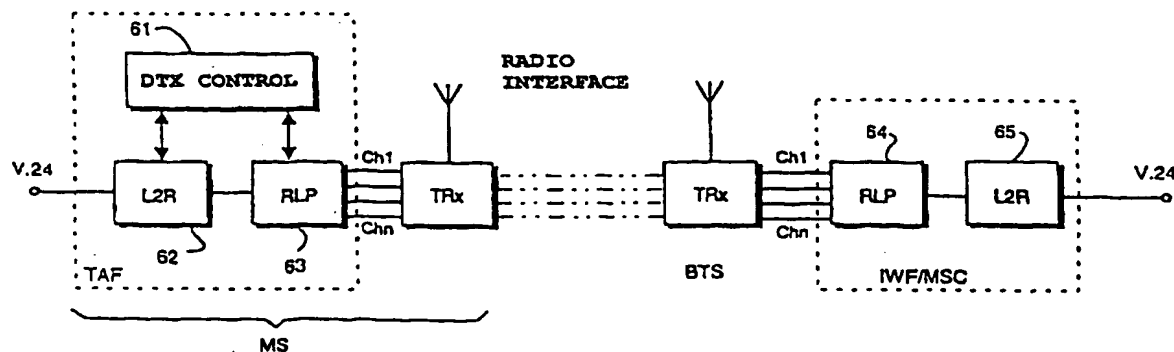 61
DTX CONTROL
RADIO
INTERFACE
V.24
L2R
RLP
Ch1
Chn
TRx
TRx
Ch1
Chn
64
65
RLP
L2R
V.24
62
63
TAF
BTS
IWF/MSC
MS